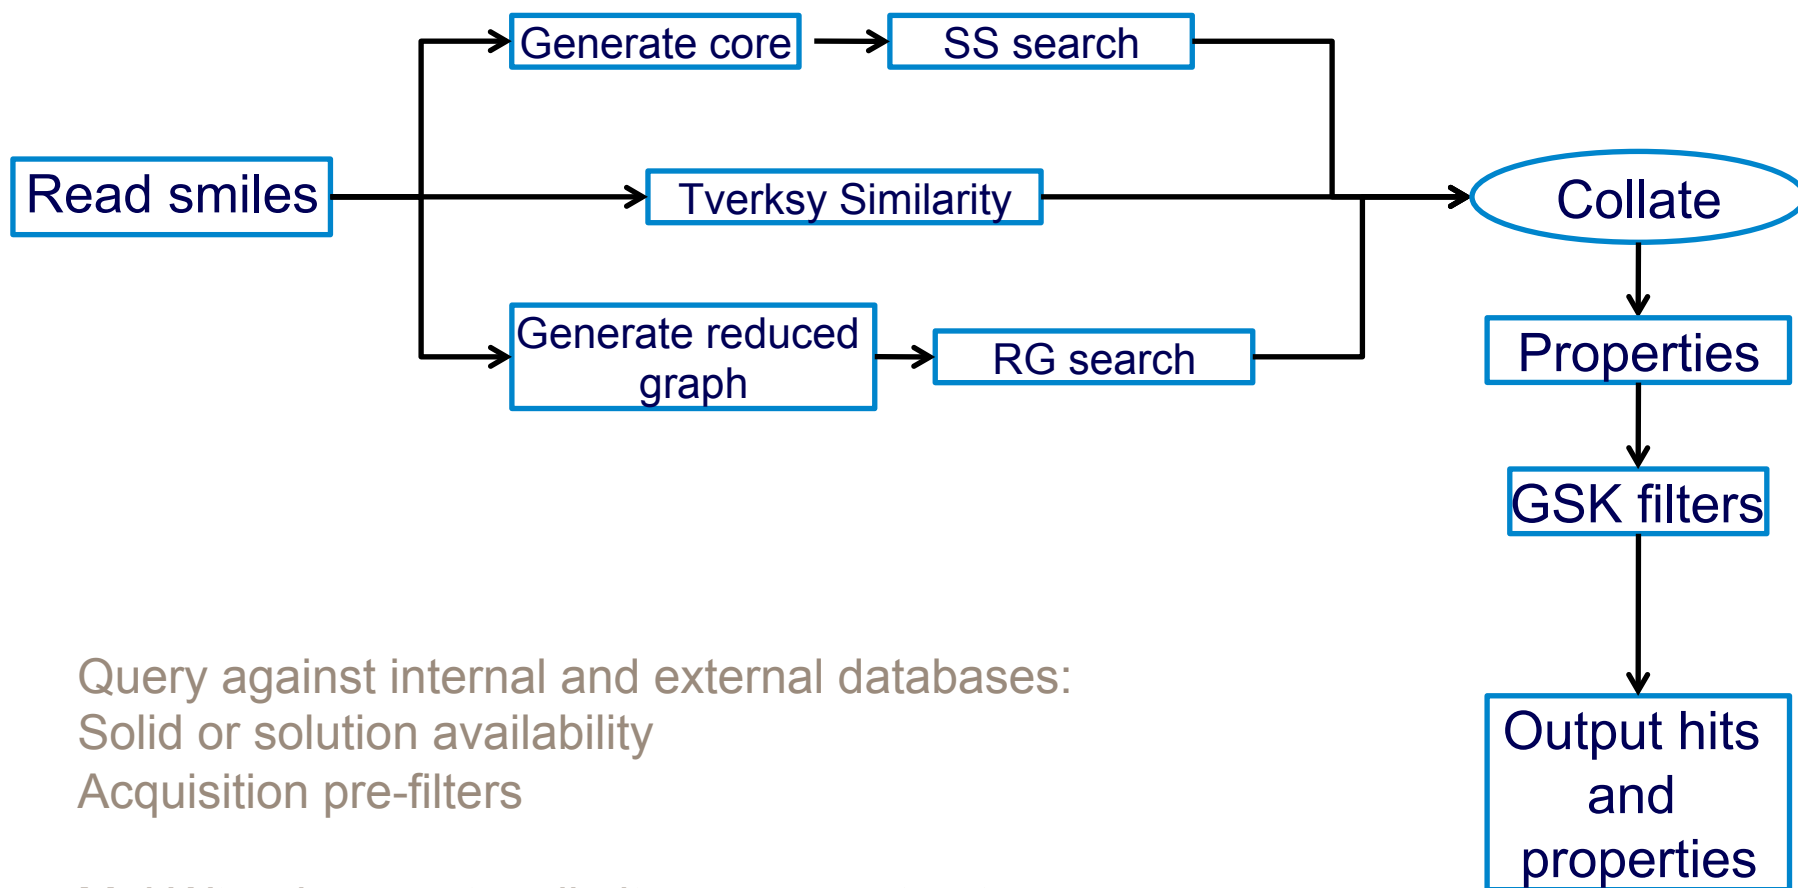 Generate core
SS search
Read smiles
Tverksy Similarity
Collate
Generate reduced
graph
RG search
Properties
GSK filters
Output hits
and
properties
Query against internal and external databases:
Solid or solution availability
Acquisition pre-filters